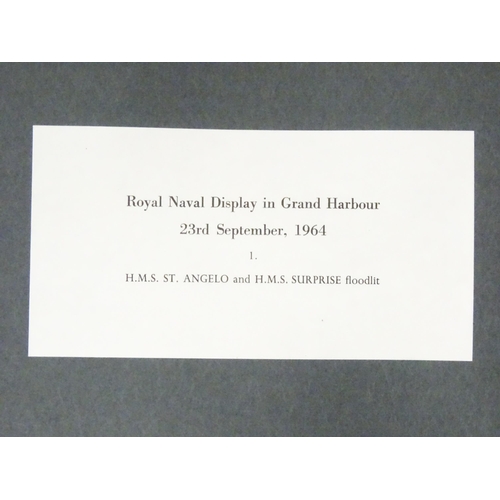 Royal Naval Display in Grand Harbour
23rd September, 1964
1.
H.M.S. ST. ANGELO and H.M.S. SURPRISE floodlit